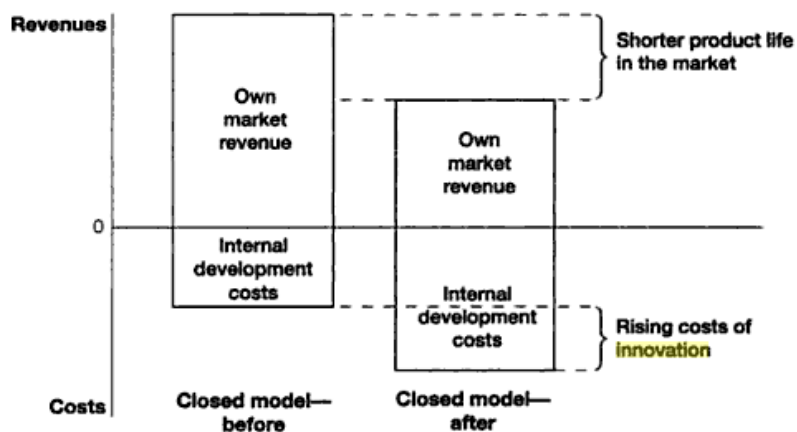 Revenues
Shorter product life
in the market
Own
market
revenue
Own
market
revenue
0
Internal
development
costs
Internal
development
costs
Rising costs of
innovation
Costs
Closed model—
before
Closed model—
after